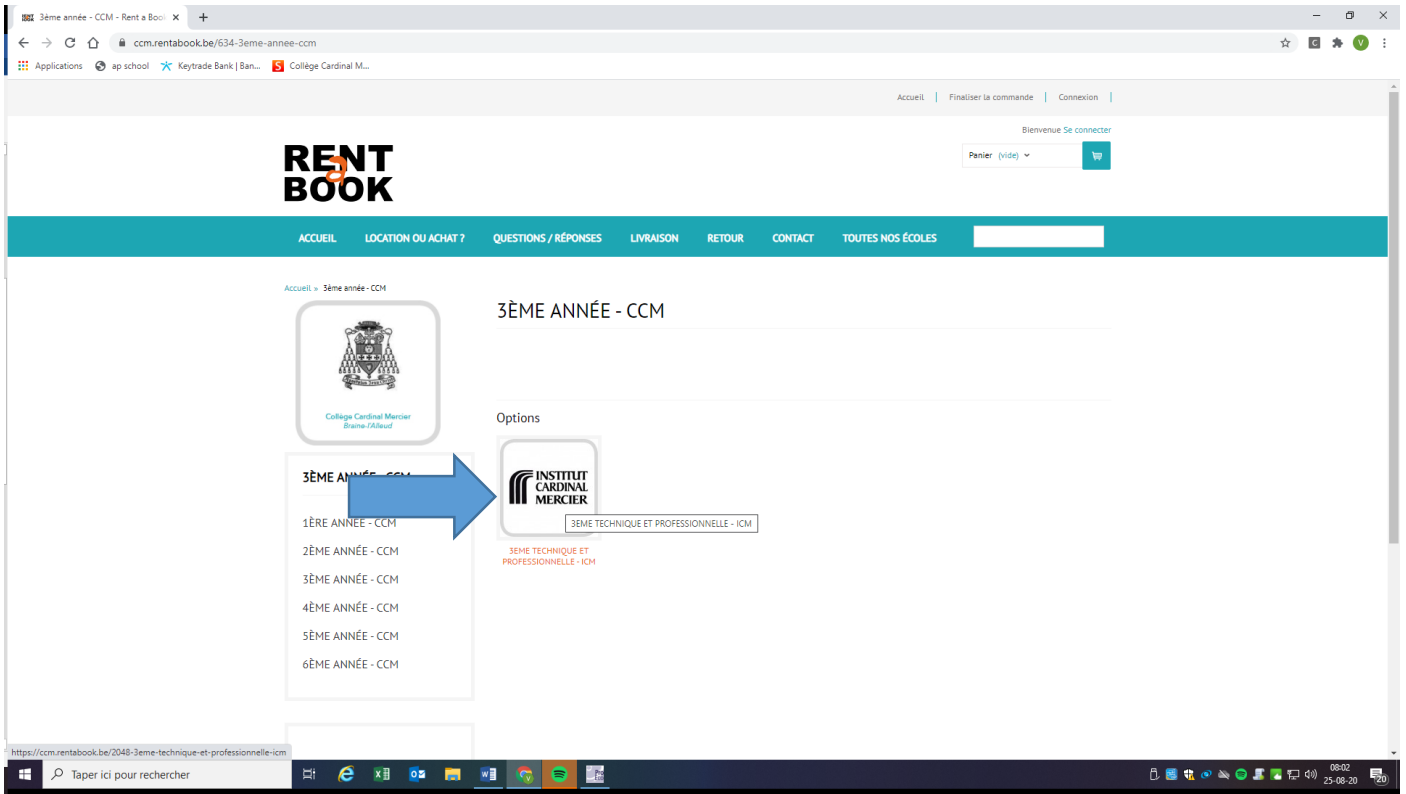 3ème année - CCM - Rent a Boo
ccm.rentabook.be/634-3eme-annee-ccm
Applications ap school Keytrade Bank | Ban... Collège Cardinal M...
Accueil Finaliser la commande Connexion
Bienvenue Se connecter
Panier (vide)
RENT
a
BOOK
ACCUEIL LOCATION OU ACHAT ? QUESTIONS / RÉPONSES LIVRAISON RETOUR CONTACT TOUTES NOS ÉCOLES
Accueil » 3ème année - CCM
3ÈME ANNÉE - CCM
Collège Cardinal Mercier
Braine-l'Alleud
Options
INSTITUT
CARDINAL
MERCIER
3EME TECHNIQUE ET PROFESSIONNELLE - ICM
3EME TECHNIQUE ET
PROFESSIONNELLE - ICM
3ÈME ANNÉE - CCM
1ÈRE ANNÉE - CCM
2ÈME ANNÉE - CCM
3ÈME ANNÉE - CCM
4ÈME ANNÉE - CCM
5ÈME ANNÉE - CCM
6ÈME ANNÉE - CCM
https://ccm.rentabook.be/2048-3eme-technique-et-professionnelle-icm
Taper ici pour rechercher
08:02
25-08-20
20